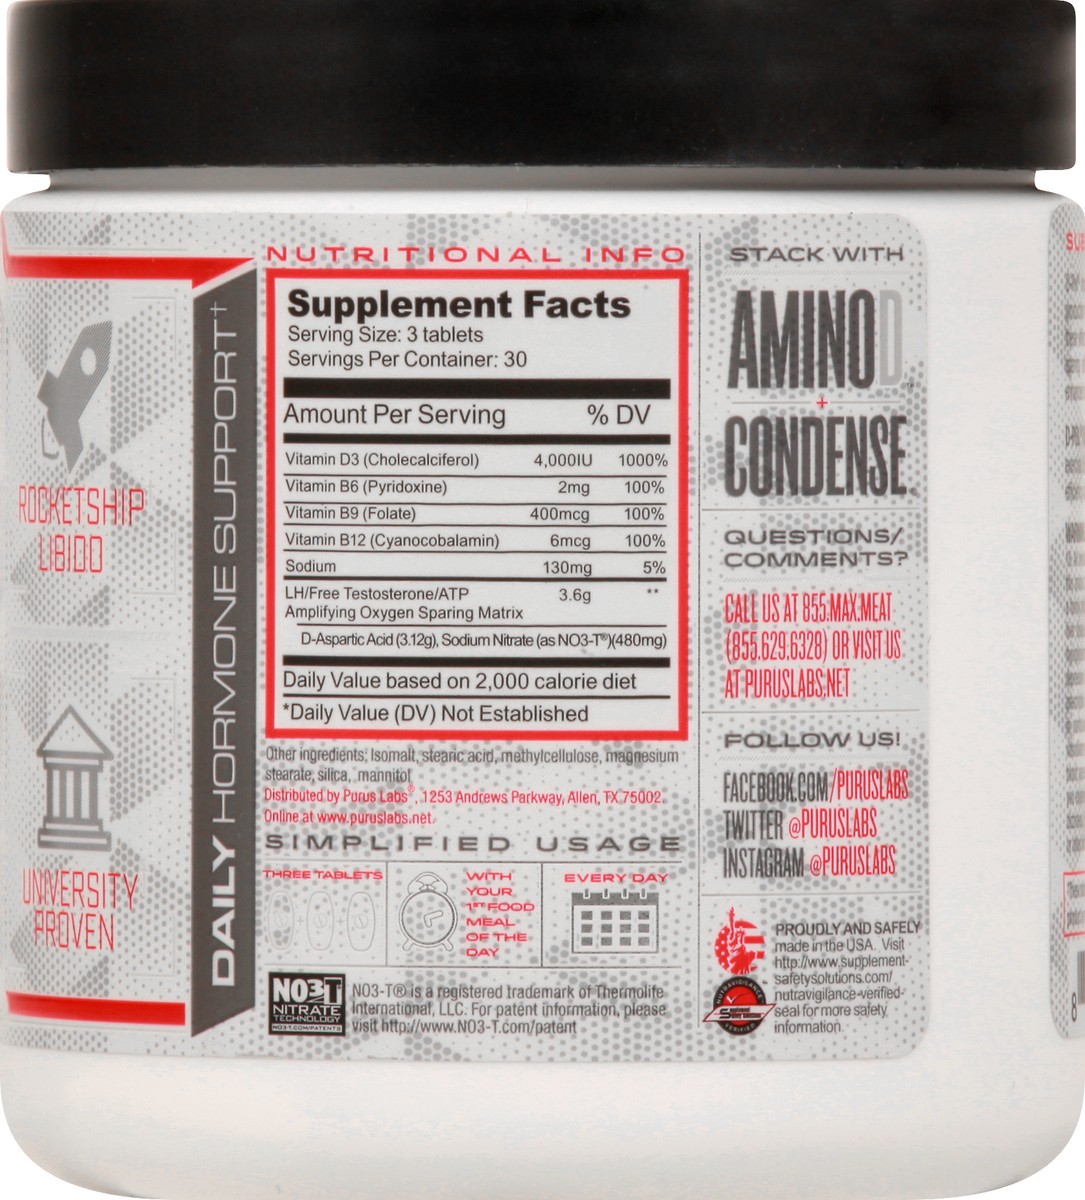 ROCKETSHIP
LIBIDO
UNIVERSITY
PROVEN
DAILY HORMONE SUPPORT†
NUTRITIONAL INFO
Supplement Facts
Serving Size: 3 tablets
Servings Per Container: 30
Amount Per Serving % DV
Vitamin D3 (Cholecalciferol) 4,000IU 1000%
Vitamin B6 (Pyridoxine) 2mg 100%
Vitamin B9 (Folate) 400mcg 100%
Vitamin B12 (Cyanocobalamin) 6mcg 100%
Sodium 130mg 5%
LH/Free Testosterone/ATP 3.6g **
Amplifying Oxygen Sparing Matrix
D-Aspartic Acid (3.12g), Sodium Nitrate (as NO3-T®)(480mg)
Daily Value based on 2,000 calorie diet
*Daily Value (DV) Not Established
Other ingredients: Isomalt, stearic acid, methylcellulose, magnesium
stearate, silica, mannitol
Distributed by Purus Labs®, 1253 Andrews Parkway, Allen, TX 75002.
Online at www.puruslabs.net.
SIMPLIFIED USAGE
THREE TABLETS
WITH
YOUR
1ST FOOD
MEAL
OF THE
DAY
EVERY DAY
NO3T
NITRATE
TECHNOLOGY
NO3-T.COM/PATENTS
NO3-T® is a registered trademark of Thermolife
International, LLC. For patent information, please
visit http://www.NO3-T.com/patent
STACK WITH
AMINOD
+
CONDENSE
QUESTIONS/
COMMENTS?
CALL US AT 855.MAX.MEAT
(855.629.6328) OR VISIT US
AT PURUSLABS.NET
FOLLOW US!
FACEBOOK.COM/PURUSLABS
TWITTER @PURUSLABS
INSTAGRAM @PURUSLABS
PROUDLY AND SAFELY
made in the USA. Visit
http://www.supplement-
safetysolutions.com/
nutravigilance-verified-
seal for more safety
information.
NUTRAVIGILANCE
VERIFIED
8